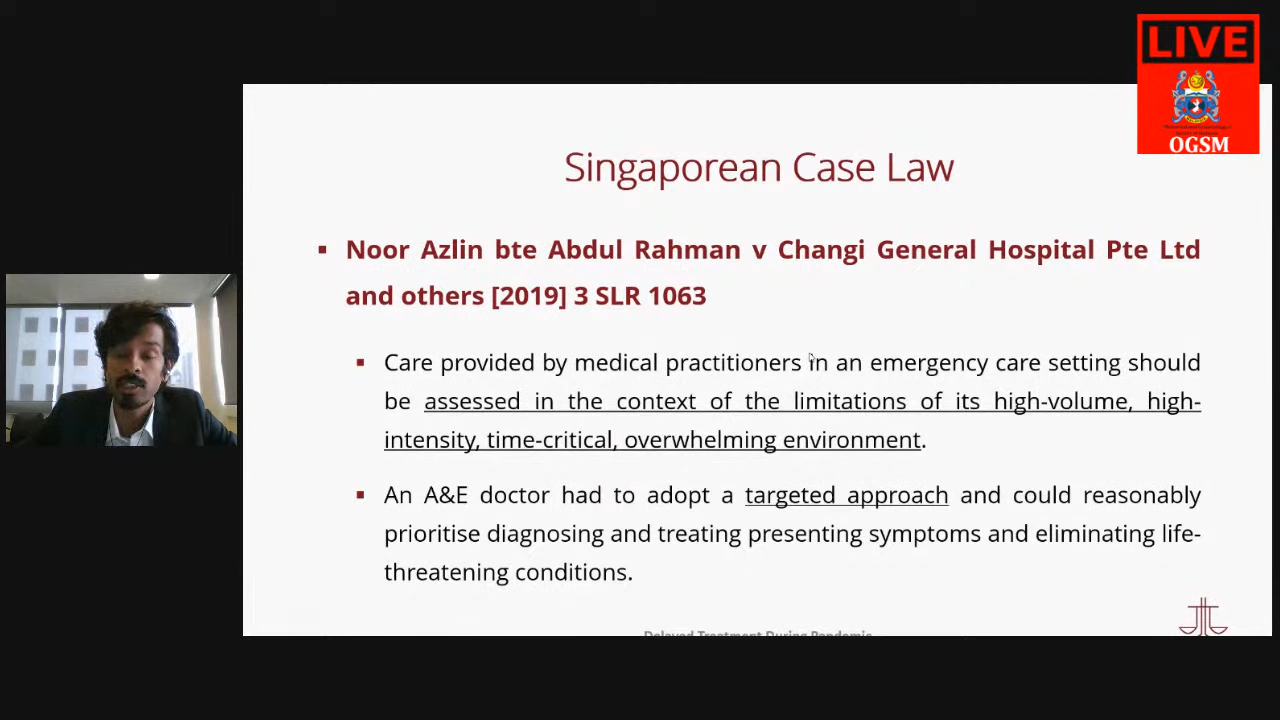 LIVE
OGSM
Singaporean Case Law
▪ Noor Azlin bte Abdul Rahman v Changi General Hospital Pte Ltd
and others [2019] 3 SLR 1063
▪ Care provided by medical practitioners in an emergency care setting should
be assessed in the context of the limitations of its high-volume, high-
intensity, time-critical, overwhelming environment.
▪ An A&E doctor had to adopt a targeted approach and could reasonably
prioritise diagnosing and treating presenting symptoms and eliminating life-
threatening conditions.
Delayed Treatment During Pandemic